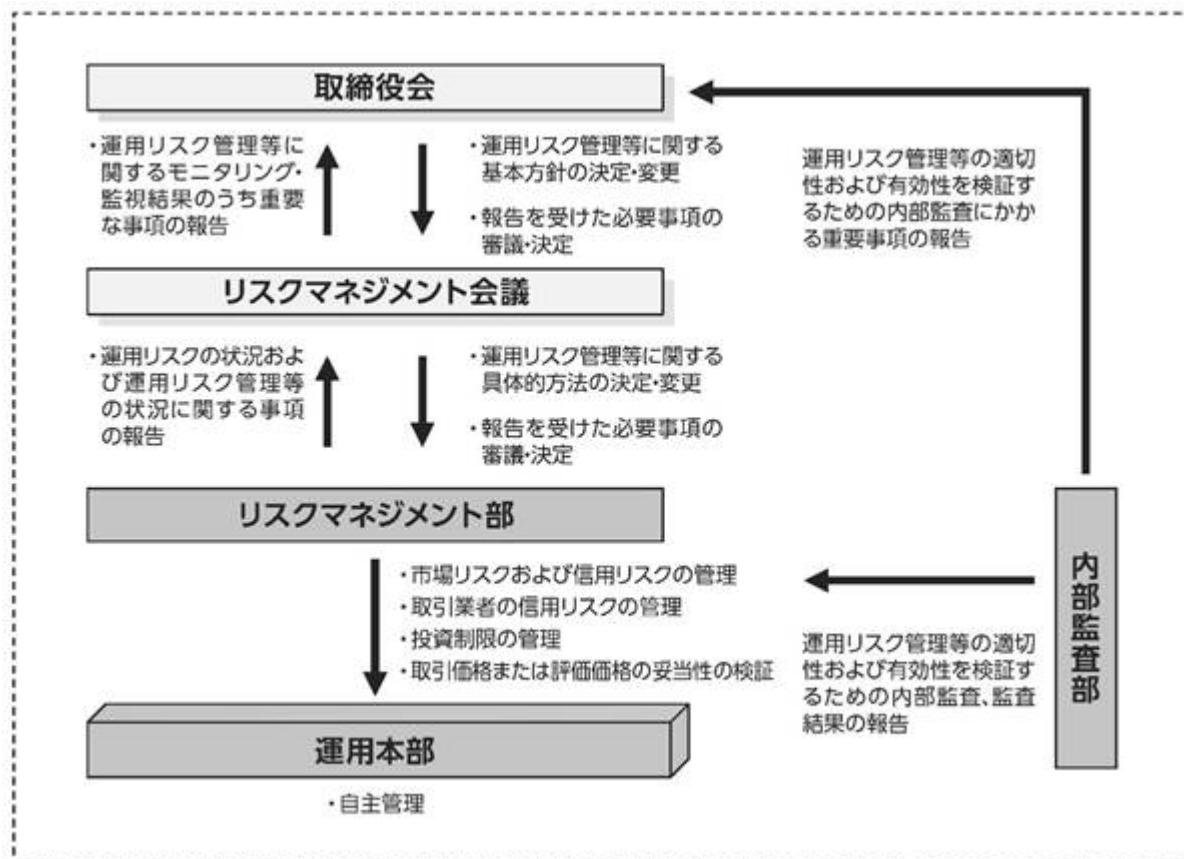 取締役会
・運用リスク管理等に
関するモニタリング・
監視結果のうち重要
な事項の報告
・運用リスク管理等に関する
基本方針の決定・変更
・報告を受けた必要事項の
審議・決定
運用リスク管理等の適切
性および有効性を検証す
るための内部監査にかか
る重要事項の報告
リスクマネジメント会議
・運用リスクの状況およ
び運用リスク管理等
の状況に関する事項
の報告
・運用リスク管理等に関する
具体的方法の決定・変更
・報告を受けた必要事項の
審議・決定
リスクマネジメント部
・市場リスクおよび信用リスクの管理
・取引業者の信用リスクの管理
・投資制限の管理
・取引価格または評価価格の妥当性の検証
内部監査部
運用リスク管理等の適切
性および有効性を検証す
るための内部監査、監査
結果の報告
運用本部
・自主管理